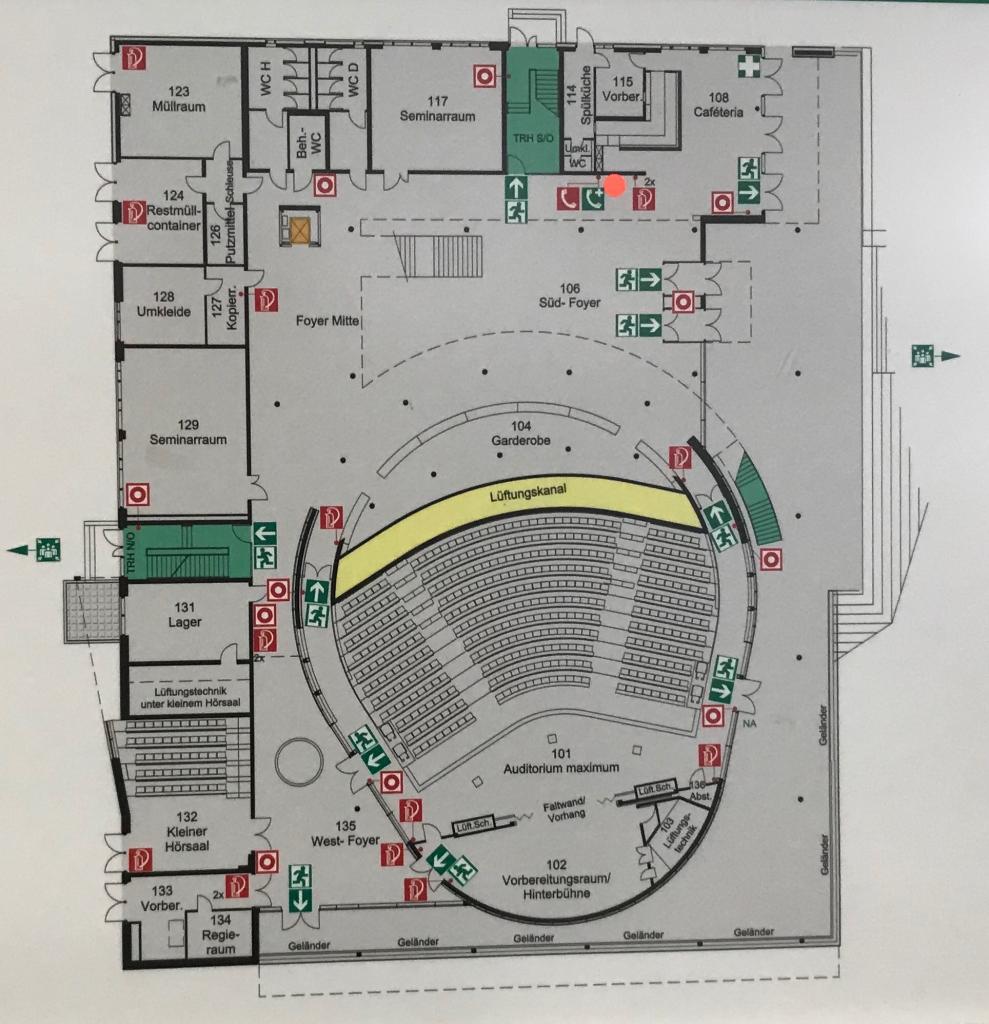 123
Müllraum
WC H
WC D
Beh.-
WC
117
Seminarraum
TRH S/O
114
Spülküche
Umkl.
WC
115
Vorber.
108
Caféteria
2x
124
Restmüll-
container
Schleuse
126
Putzmittel
128
Umkleide
127
Kopierr.
Foyer Mitte
106
Süd- Foyer
129
Seminarraum
104
Garderobe
Lüftungskanal
TRH N/O
131
Lager
2x
Lüftungstechnik
unter kleinem Hörsaal
132
Kleiner
Hörsaal
133
Vorber.
2x
134
Regie-
raum
135
West- Foyer
101
Auditorium maximum
Lüft.Sch.
Faltwand/
Vorhang
Lüft.Sch.
136
Abst.
103
Lüftungs-
technik
102
Vorbereitungsraum/
Hinterbühne
NA
Geländer
Geländer
Geländer
Geländer
Geländer
Geländer
Geländer